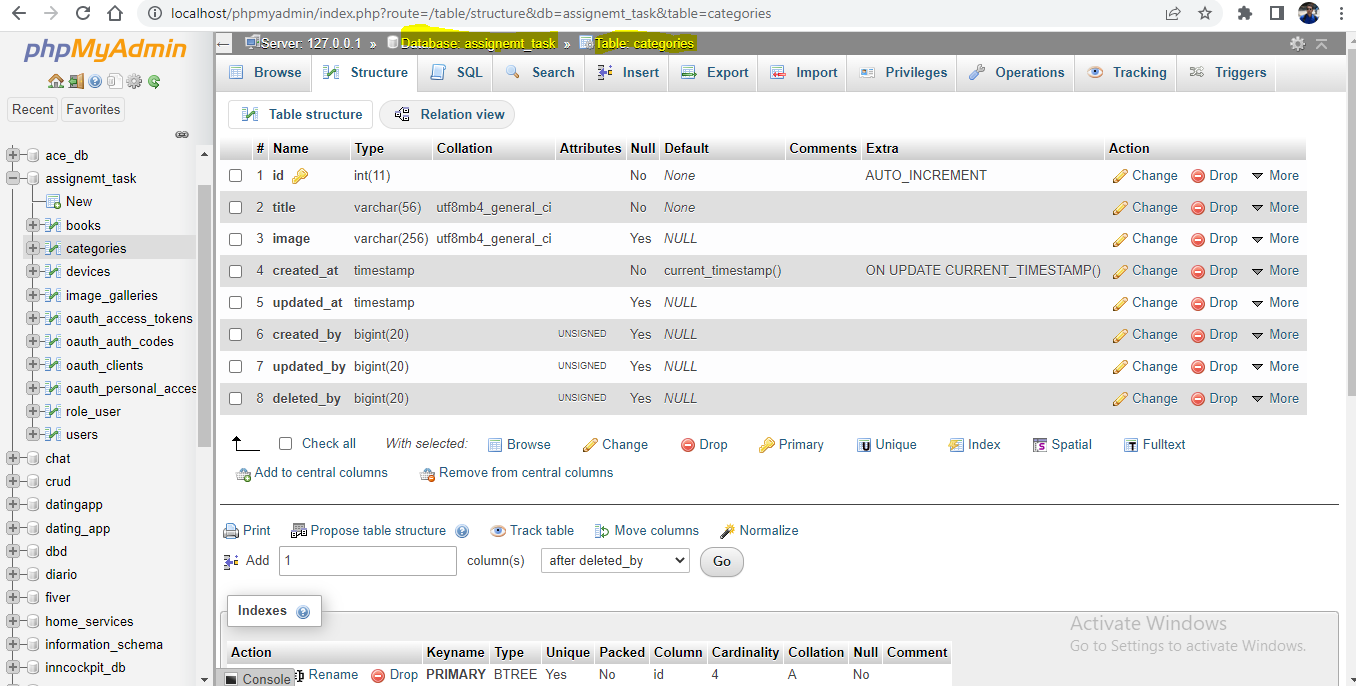 localhost/phpmyadmin/index.php?route=/table/structure&db=assignemt_task&table=categories
phpMyAdmin
Recent Favorites
ace_db
assignemt_task
New
books
categories
devices
image_galleries
oauth_access_tokens
oauth_auth_codes
oauth_clients
oauth_personal_acces
role_user
users
chat
crud
datingapp
dating_app
dbd
diario
fiver
home_services
information_schema
inncockpit_db
Server: 127.0.0.1 » Database: assignemt_task » Table: categories
Browse Structure SQL Search Insert Export Import Privileges Operations Tracking Triggers
Table structure Relation view
# Name Type Collation Attributes Null Default Comments Extra Action
1 id int(11) No None AUTO_INCREMENT Change Drop More
2 title varchar(56) utf8mb4_general_ci No None Change Drop More
3 image varchar(256) utf8mb4_general_ci Yes NULL Change Drop More
4 created_at timestamp No current_timestamp() ON UPDATE CURRENT_TIMESTAMP() Change Drop More
5 updated_at timestamp Yes NULL Change Drop More
6 created_by bigint(20) UNSIGNED Yes NULL Change Drop More
7 updated_by bigint(20) UNSIGNED Yes NULL Change Drop More
8 deleted_by bigint(20) UNSIGNED Yes NULL Change Drop More
Check all With selected: Browse Change Drop Primary Unique Index Spatial Fulltext
Add to central columns Remove from central columns
Print Propose table structure Track table Move columns Normalize
Add 1 column(s) after deleted_by Go
Indexes
Action Keyname Type Unique Packed Column Cardinality Collation Null Comment
Rename Drop PRIMARY BTREE Yes No id 4 A No
Console
Activate Windows
Go to Settings to activate Windows.